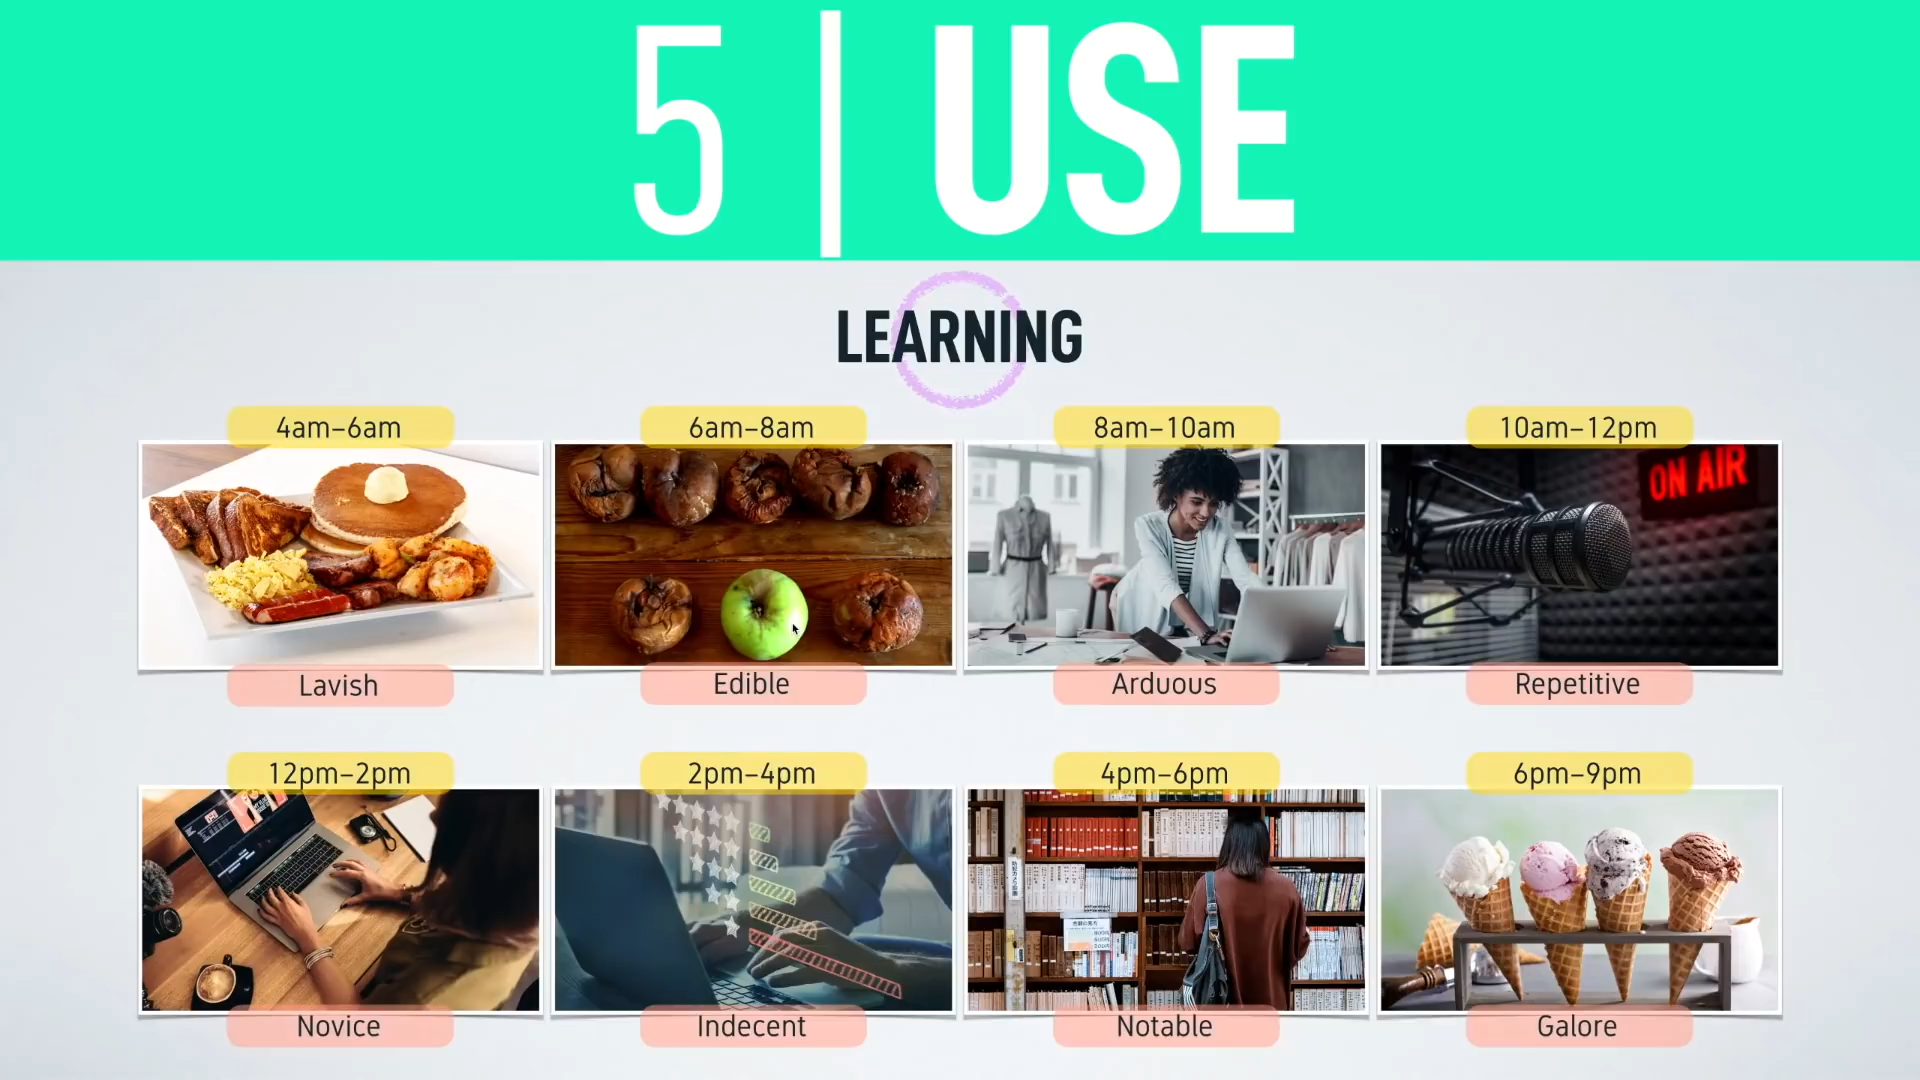 5 | USE
LEARNING
4am–6am
6am–8am
8am–10am
10am–12pm
ON AIR
Lavish
Edible
Arduous
Repetitive
12pm–2pm
2pm–4pm
4pm–6pm
6pm–9pm
Novice
Indecent
Notable
Galore